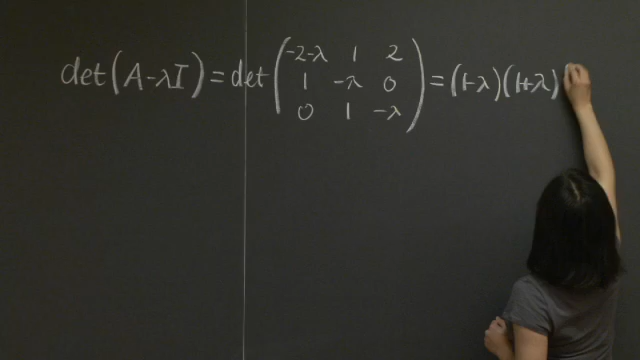 det(A-λI) = det(-2-λ 1 2
1 -λ 0
0 1 -λ) = (1-λ)(1+λ)